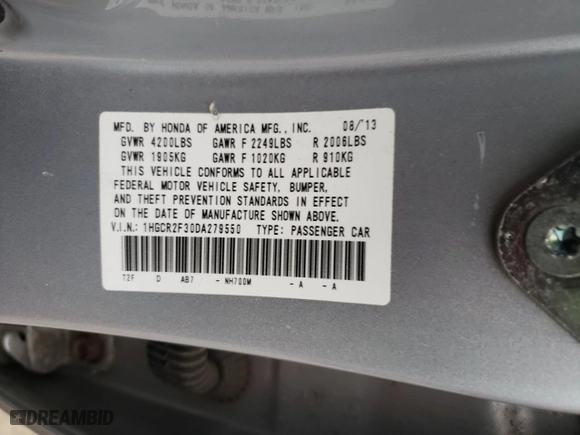 MFD. BY HONDA OF AMERICA MFG., INC. 08/'13
GVWR 4200LBS GAWR F 2249LBS R 2006LBS
GVWR 1905KG GAWR F 1020KG R 910KG
THIS VEHICLE CONFORMS TO ALL APPLICABLE
FEDERAL MOTOR VEHICLE SAFETY, BUMPER,
AND THEFT PREVENTION STANDARDS IN EFFECT
ON THE DATE OF MANUFACTURE SHOWN ABOVE.
V.I.N.: 1HGCR2F30DA279550 TYPE: PASSENGER CAR
T2F D AB7 - NH700M - A - A
DREAMBID